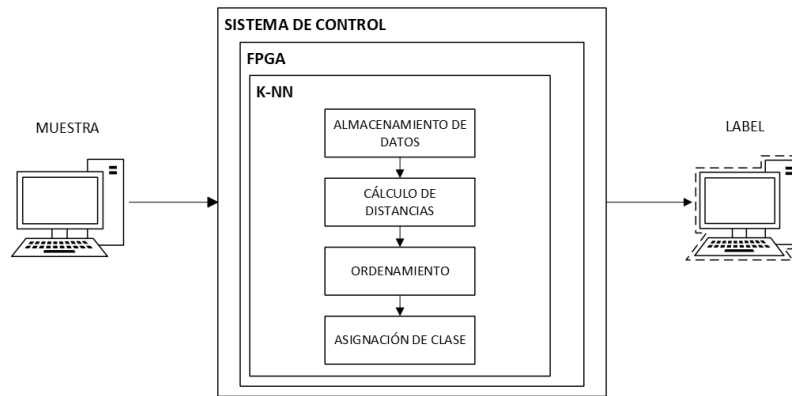 SISTEMA DE CONTROL
FPGA
K-NN
MUESTRA
ALMACENAMIENTO DE
DATOS
CÁLCULO DE
DISTANCIAS
ORDENAMIENTO
ASIGNACIÓN DE CLASE
LABEL